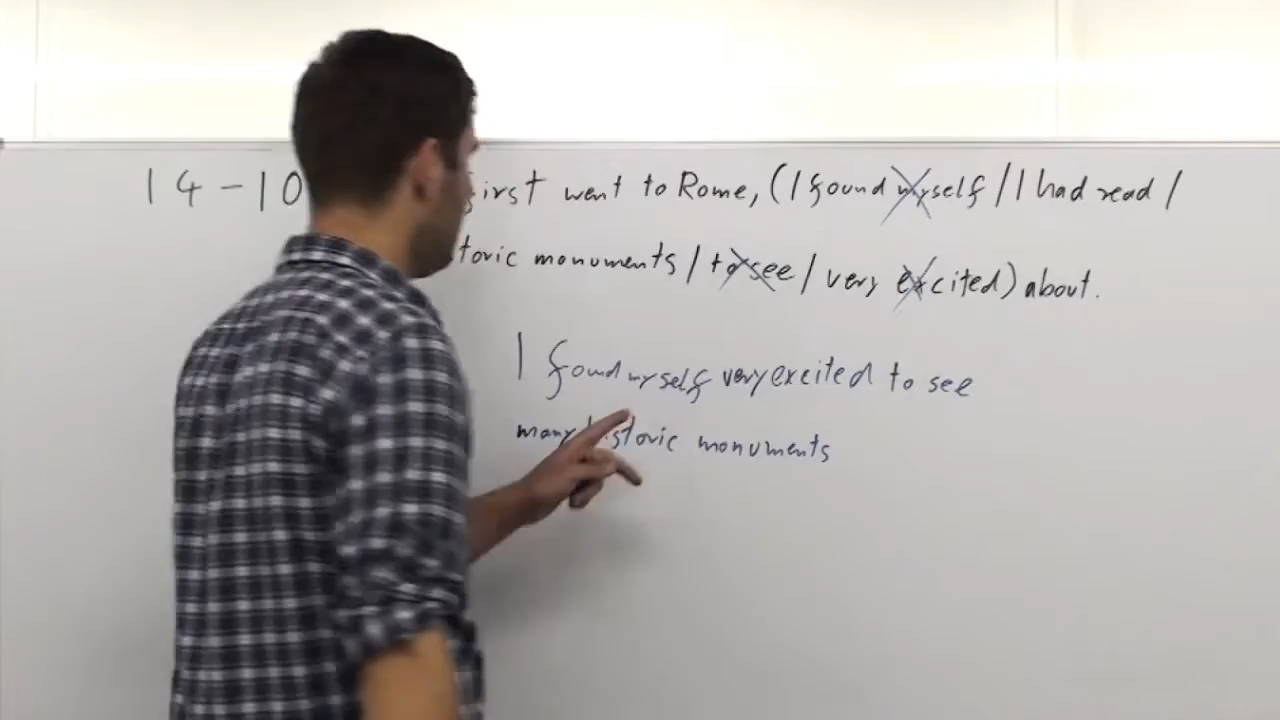 14-10 first went to Rome, (I found myself / I had read /
toric monuments / to see / very excited) about.
I found myself very excited to see
many historic monuments